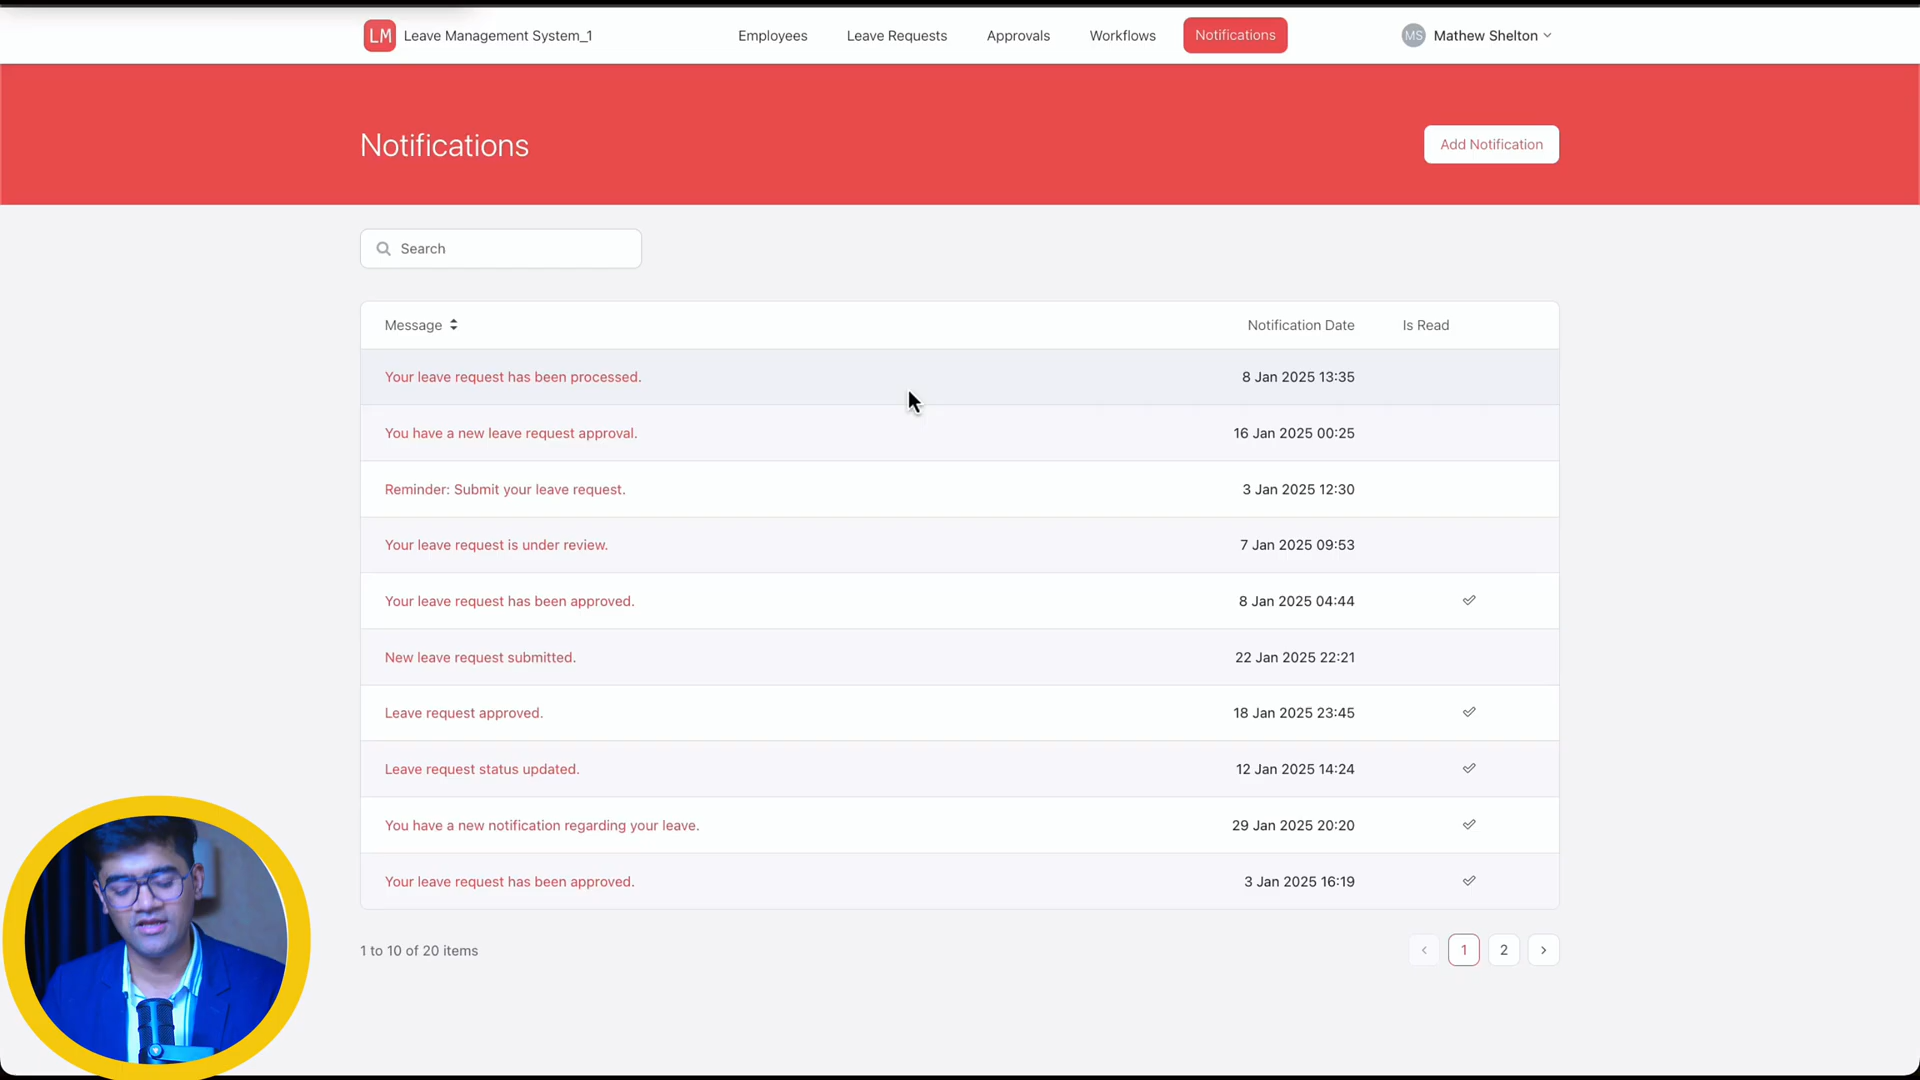 LM Leave Management System_1 Employees Leave Requests Approvals Workflows Notifications MS Mathew Shelton
Notifications Add Notification
Search
Message Notification Date Is Read
Your leave request has been processed. 8 Jan 2025 13:35
You have a new leave request approval. 16 Jan 2025 00:25
Reminder: Submit your leave request. 3 Jan 2025 12:30
Your leave request is under review. 7 Jan 2025 09:53
Your leave request has been approved. 8 Jan 2025 04:44
New leave request submitted. 22 Jan 2025 22:21
Leave request approved. 18 Jan 2025 23:45
Leave request status updated. 12 Jan 2025 14:24
You have a new notification regarding your leave. 29 Jan 2025 20:20
Your leave request has been approved. 3 Jan 2025 16:19
1 to 10 of 20 items 1 2